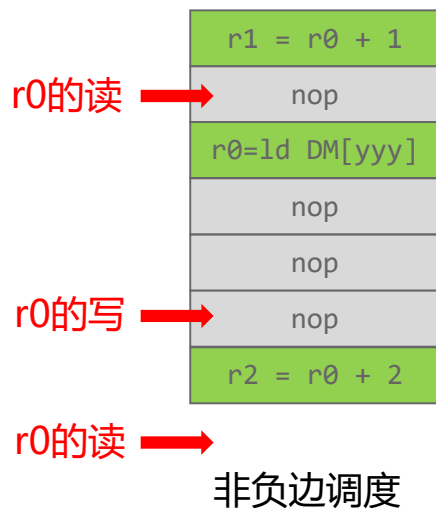 r1 = r0 + 1
r0的读
nop
r0=ld DM[yyy]
nop
nop
r0的写
nop
r2 = r0 + 2
r0的读
非负边调度